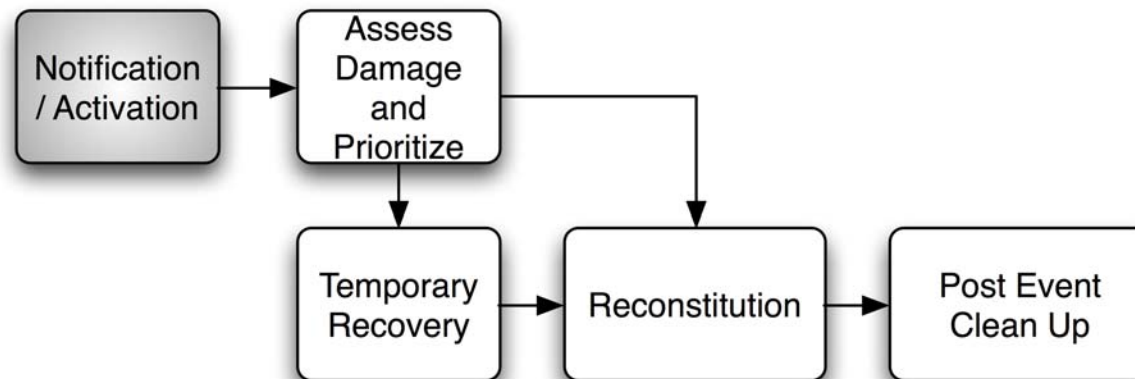 Notification
/ Activation
Assess
Damage
and
Prioritize
Temporary
Recovery
Reconstitution
Post Event
Clean Up